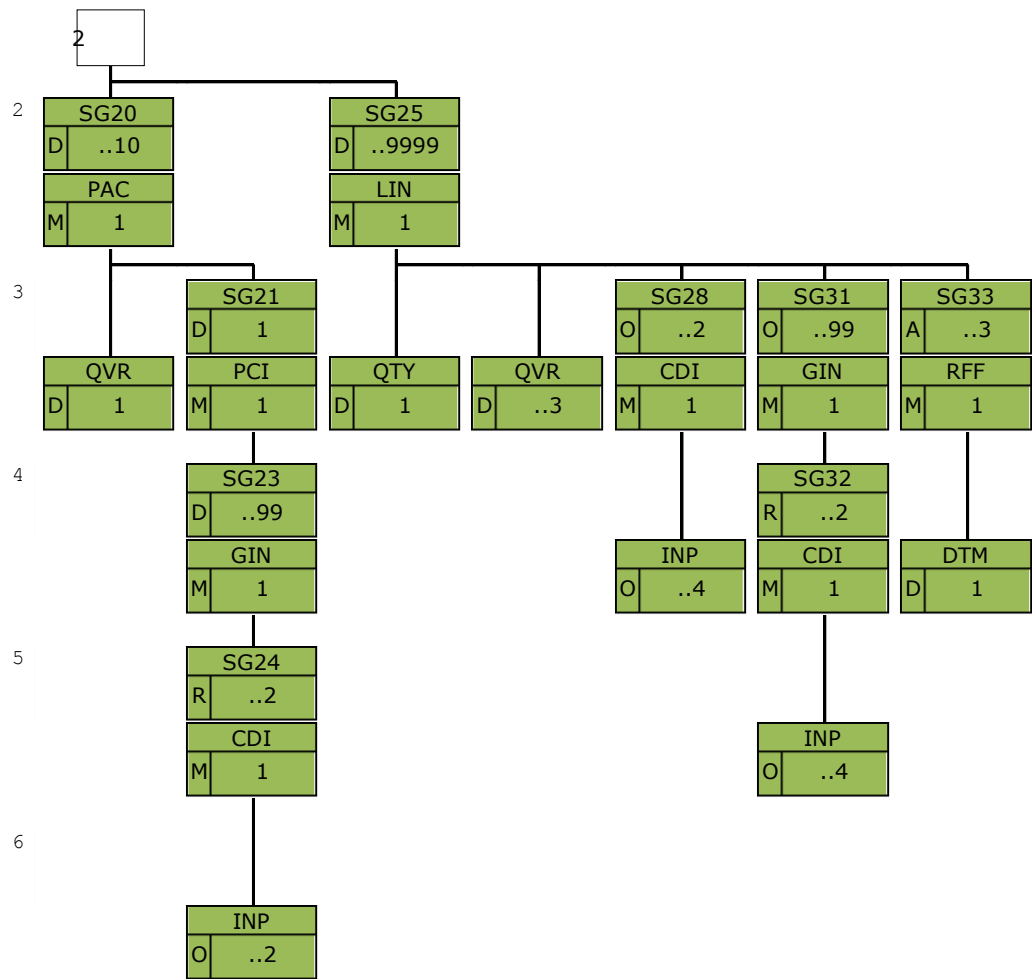 2
2
SG20 SG25
D ..10 D ..9999
PAC LIN
M 1 M 1
3
SG21 SG28 SG31 SG33
D 1 O ..2 O ..99 A ..3
QVR PCI QTY QVR CDI GIN RFF
D 1 M 1 D 1 D ..3 M 1 M 1 M 1
4
SG23 SG32
D ..99 R ..2
GIN INP CDI DTM
M 1 O ..4 M 1 D 1
5
SG24
R ..2
CDI INP
M 1 O ..4
6
INP
O ..2